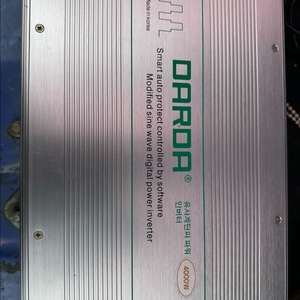 Made in korea
DARDA®
Smart auto protect controlled by software
Modified sine wave digital power inverter
유사계단피 파워
인버터
4000W